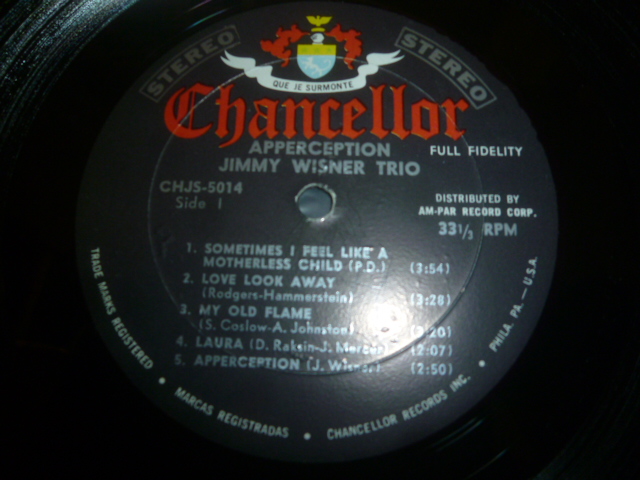 STEREO
STEREO
QUE JE SURMONTE
Chancellor
APPERCEPTION
FULL FIDELITY
JIMMY WISNER TRIO
CHJS-5014
Side 1
DISTRIBUTED BY
AM-PAR RECORD CORP.
33⅓ RPM
1. SOMETIMES I FEEL LIKE A
MOTHERLESS CHILD (P.D.) (3:54)
2. LOVE LOOK AWAY
(Rodgers-Hammerstein) (3:28)
3. MY OLD FLAME
(S. Coslow-A. Johnston) :20)
4. LAURA (D. Raksin-J. Mercer) (2:07)
5. APPERCEPTION (J. Wisner) (2:50)
TRADE MARKS REGISTERED • MARCAS REGISTRADAS • CHANCELLOR RECORDS INC. • PHILA. PA. — U.S.A.